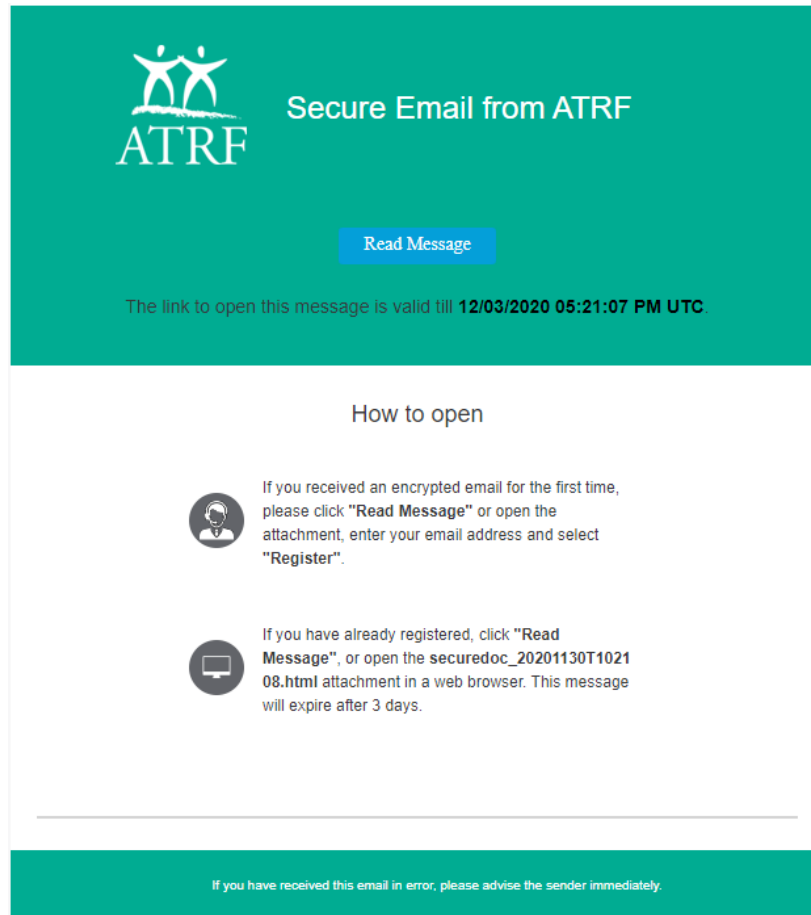 ATRF
Secure Email from ATRF
Read Message
The link to open this message is valid till 12/03/2020 05:21:07 PM UTC.
How to open
If you received an encrypted email for the first time,
please click "Read Message" or open the
attachment, enter your email address and select
"Register".
If you have already registered, click "Read
Message", or open the securedoc_20201130T1021
08.html attachment in a web browser. This message
will expire after 3 days.
If you have received this email in error, please advise the sender immediately.